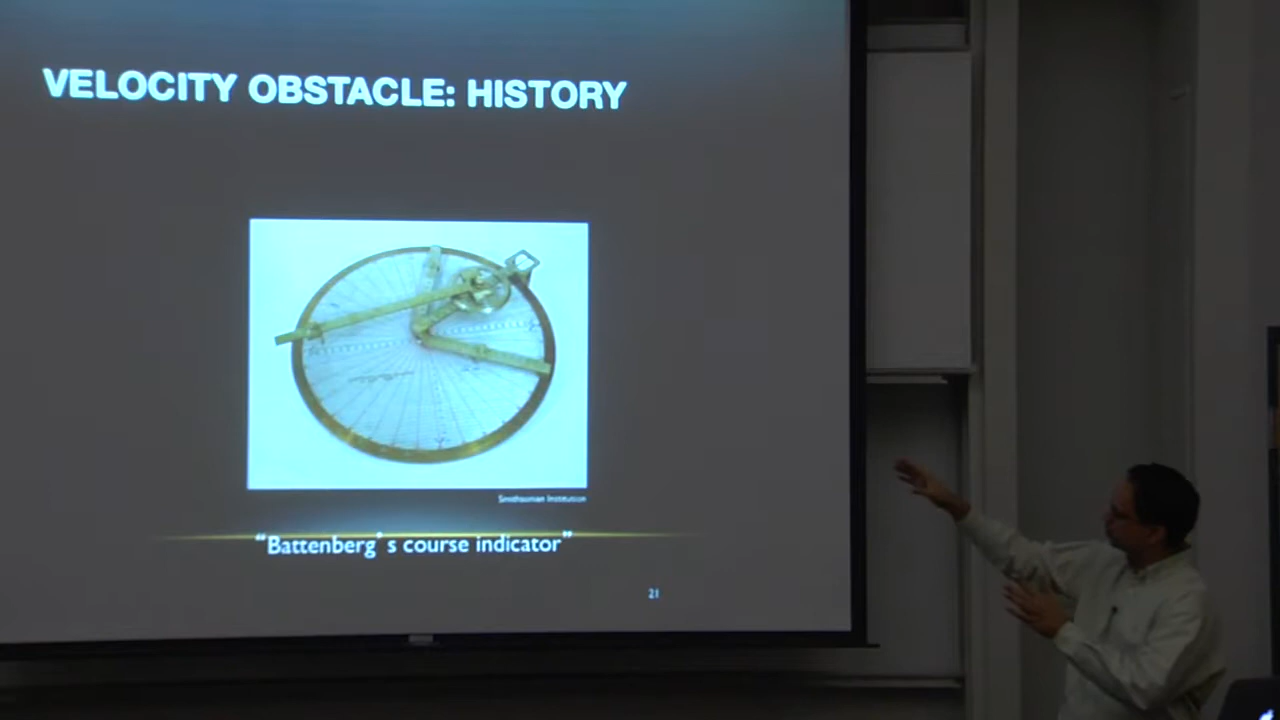 VELOCITY OBSTACLE: HISTORY
Smithsonian Institution
“Battenberg’ s course indicator”
21